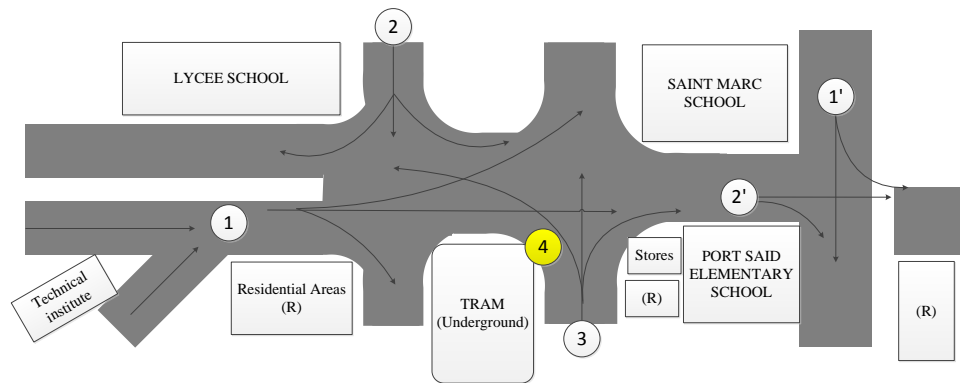 2
LYCEE SCHOOL
SAINT MARC
SCHOOL
1'
1
2'
4
Technical
institute
Residential Areas
(R)
TRAM
(Underground)
Stores
(R)
PORT SAID
ELEMENTARY
SCHOOL
(R)
3